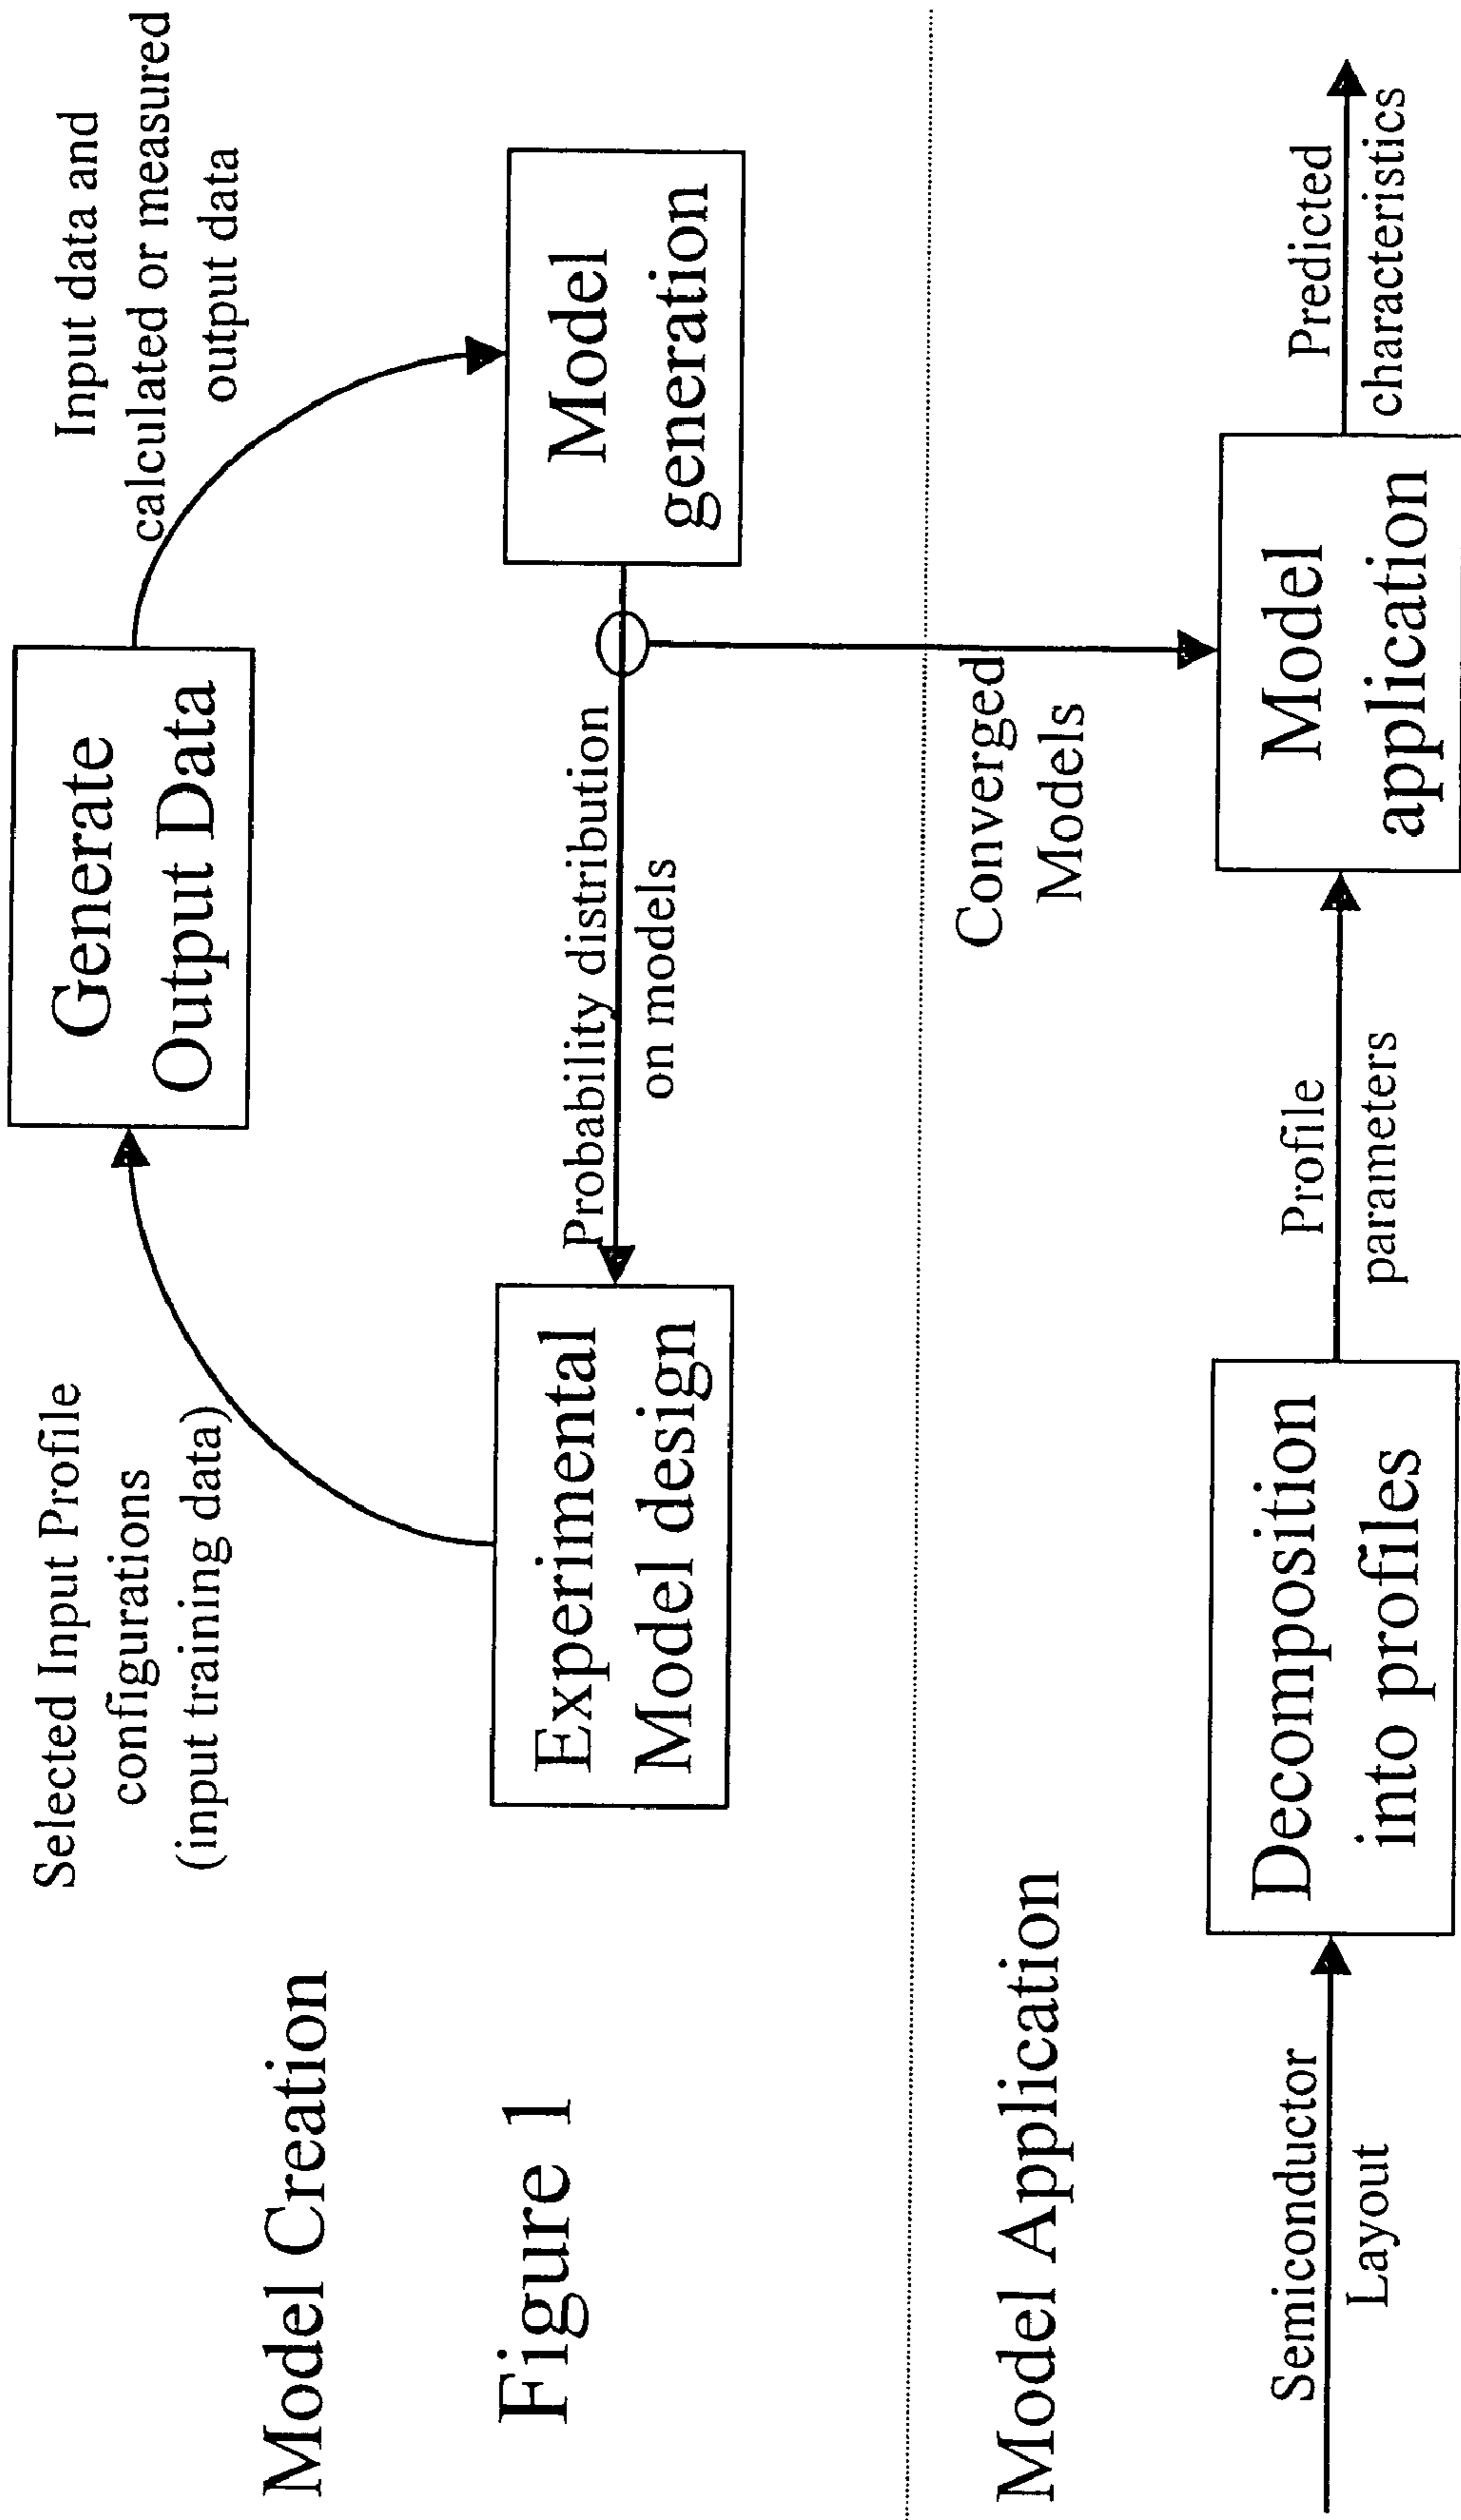 Model Creation
Figure 1
Selected Input Profile
configurations
(input training data)
Generate
Output Data
Input data and
calculated or measured
output data
Experimental
Model design
Probability distribution
on models
Model
generation
Model Application
Converged
Models
Semiconductor
Layout
Decomposition
into profiles
Profile
parameters
Model
application
Predicted
characteristics